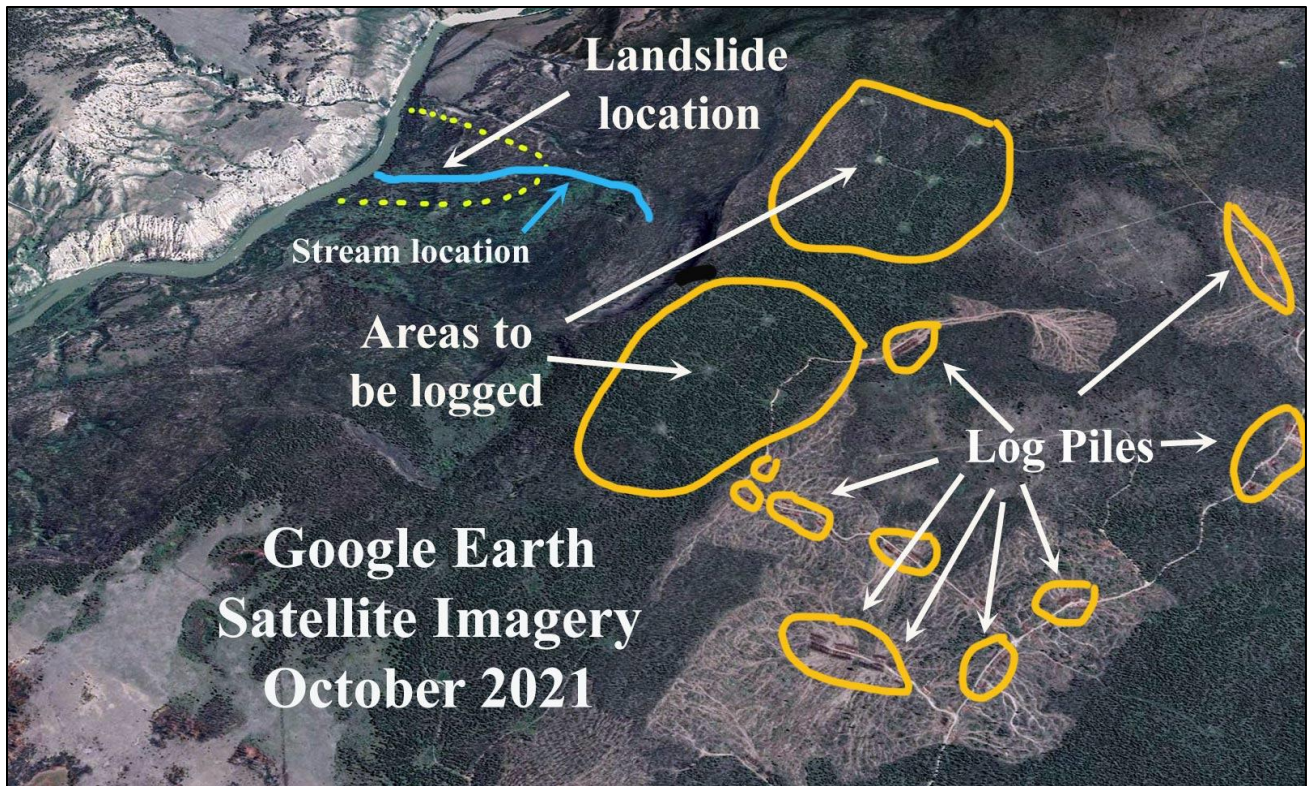 Landslide
location
Stream location
Areas to
be logged
Log Piles
Google Earth
Satellite Imagery
October 2021